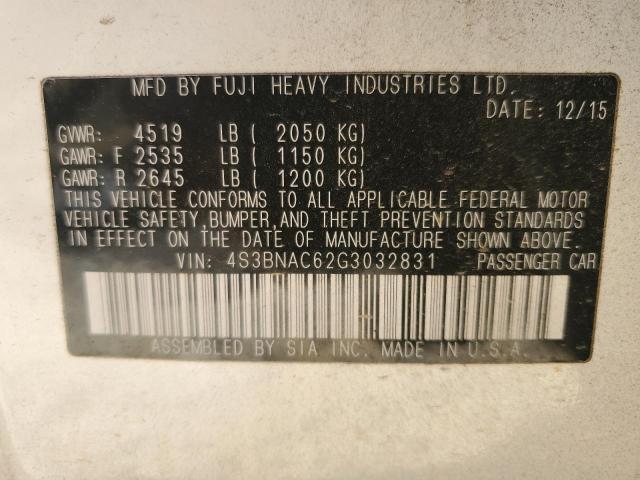 MFD BY FUJI HEAVY INDUSTRIES LTD.
DATE: 12/15
GVWR: 4519 LB ( 2050 KG)
GAWR: F 2535 LB ( 1150 KG)
GAWR: R 2645 LB ( 1200 KG)
THIS VEHICLE CONFORMS TO ALL APPLICABLE FEDERAL MOTOR
VEHICLE SAFETY, BUMPER, AND THEFT PREVENTION STANDARDS
IN EFFECT ON THE DATE OF MANUFACTURE SHOWN ABOVE.
VIN: 4S3BNAC62G3032831 PASSENGER CAR
ASSEMBLED BY SIA INC. MADE IN U.S.A.